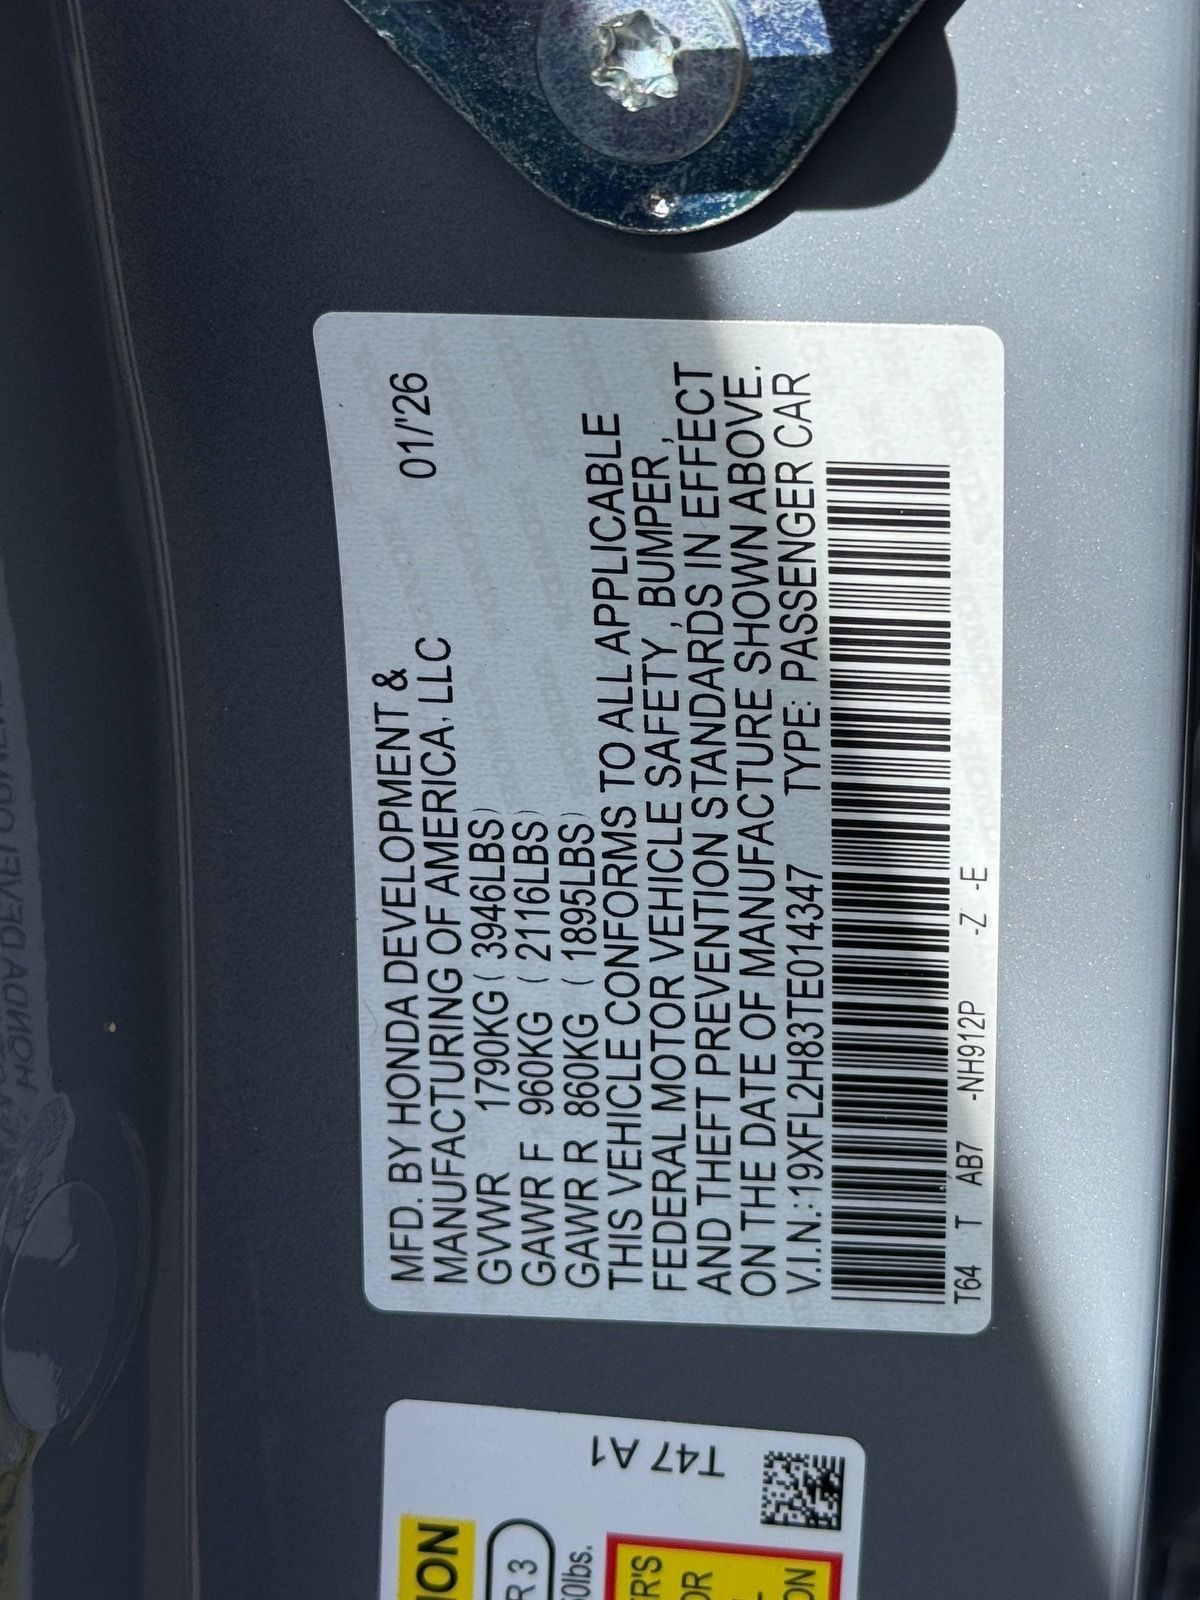 MFD. BY HONDA DEVELOPMENT &
MANUFACTURING OF AMERICA, LLC 01/'26
GVWR 1790KG ( 3946LBS)
GAWR F 960KG ( 2116LBS)
GAWR R 860KG ( 1895LBS)
THIS VEHICLE CONFORMS TO ALL APPLICABLE
FEDERAL MOTOR VEHICLE SAFETY , BUMPER ,
AND THEFT PREVENTION STANDARDS IN EFFECT
ON THE DATE OF MANUFACTURE SHOWN ABOVE.
V.I.N.:19XFL2H83TE014347 TYPE: PASSENGER CAR
T64 T AB7 -NH912P -Z -E
T47 A1
R 3